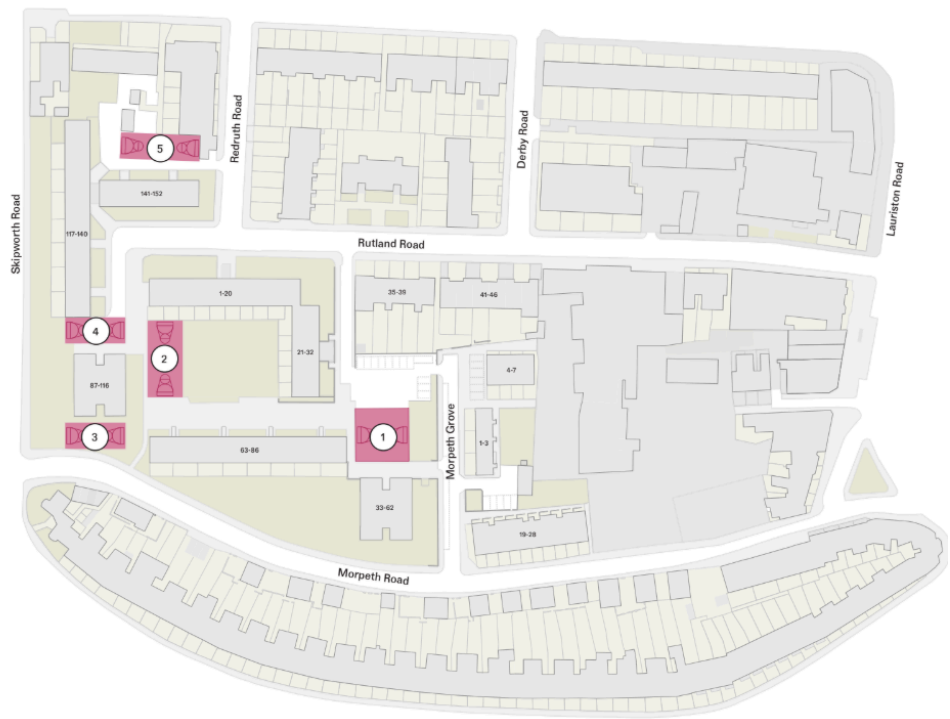 Skipworth Road
Redruth Road
Derby Road
Lauriston Road
5
141-152
117-140
Rutland Road
1-20
35-39
41-46
4
2
21-32
4-7
87-116
3
1
Morpeth Grove
1-3
63-86
33-62
19-28
Morpeth Road